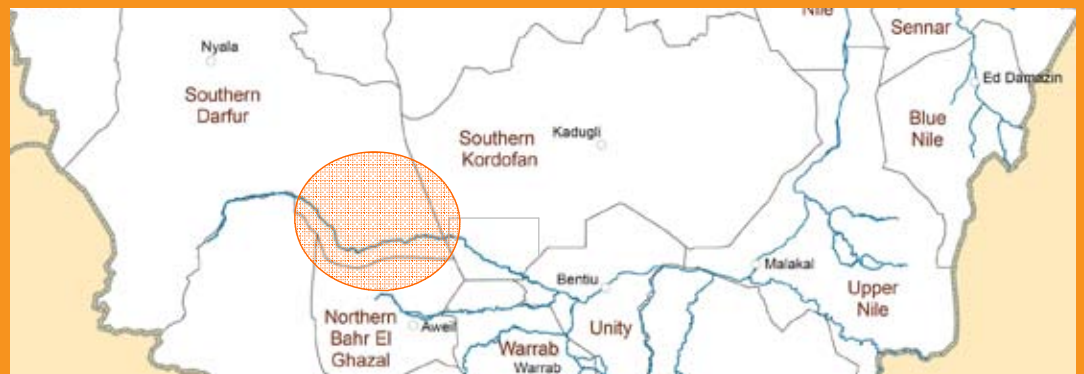 Nile
Sennar
Nyala
Ed Damazin
Southern
Darfur
Blue
Nile
Southern
Kordofan
Kadugli
Malakal
Bentiu
Upper
Nile
Northern
Bahr El
Ghazal
Aweil
Unity
Warrab
Warrab